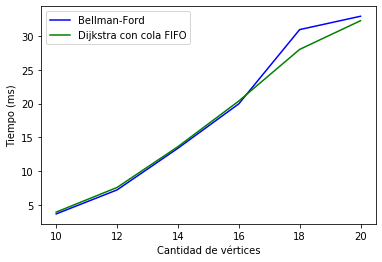 Bellman-Ford
Dijkstra con cola FIFO
Tiempo (ms)
30
25
20
15
10
5
10 12 14 16 18 20
Cantidad de vértices